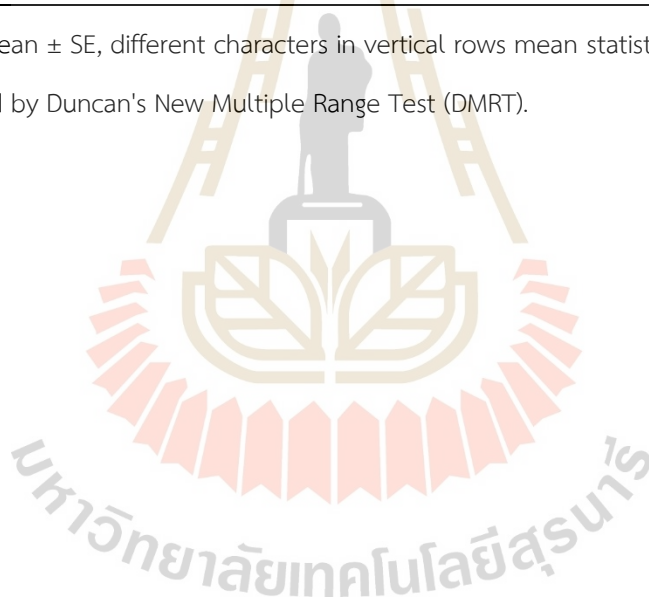 ean ± SE, different characters in vertical rows mean statist
by Duncan's New Multiple Range Test (DMRT).
มหาวิทยาลัยเทคโนโลยีสุรนารี